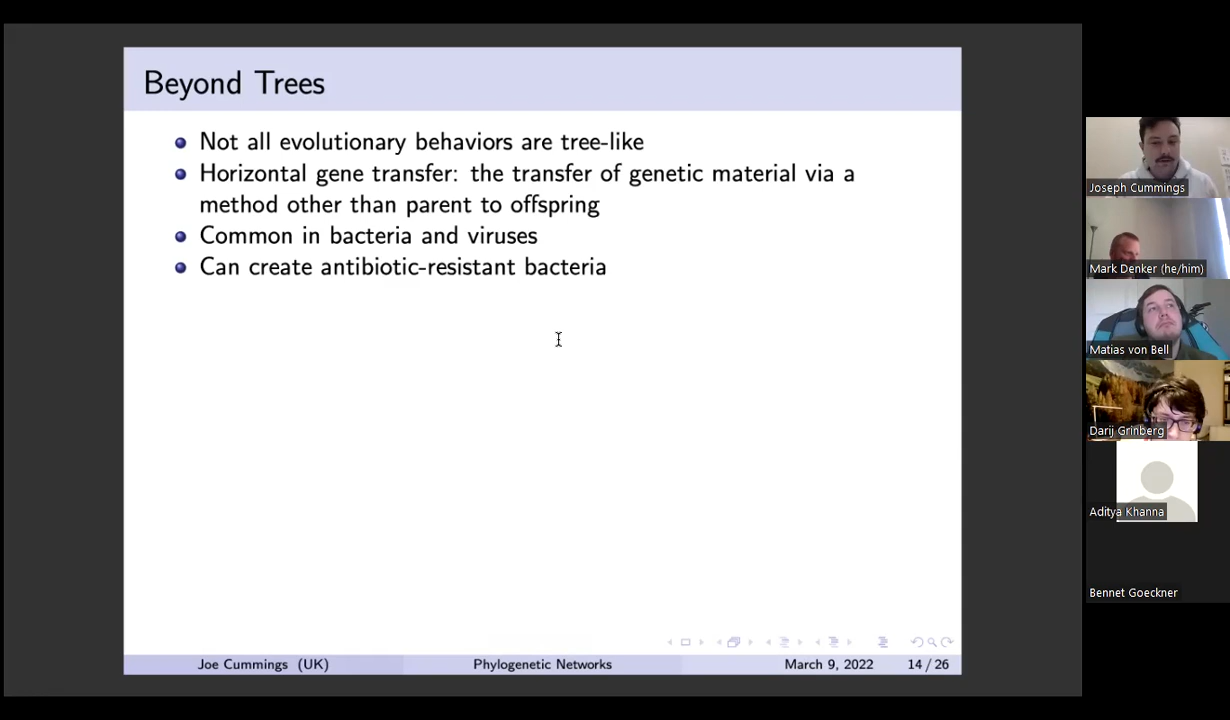 Beyond Trees
Not all evolutionary behaviors are tree-like
Horizontal gene transfer: the transfer of genetic material via a
method other than parent to offspring
Common in bacteria and viruses
Can create antibiotic-resistant bacteria
Joe Cummings (UK)
Phylogenetic Networks
March 9, 2022
14 / 26
Joseph Cummings
Mark Denker (he/him)
Matias von Bell
Darij Grinberg
Aditya Khanna
Bennet Goeckner